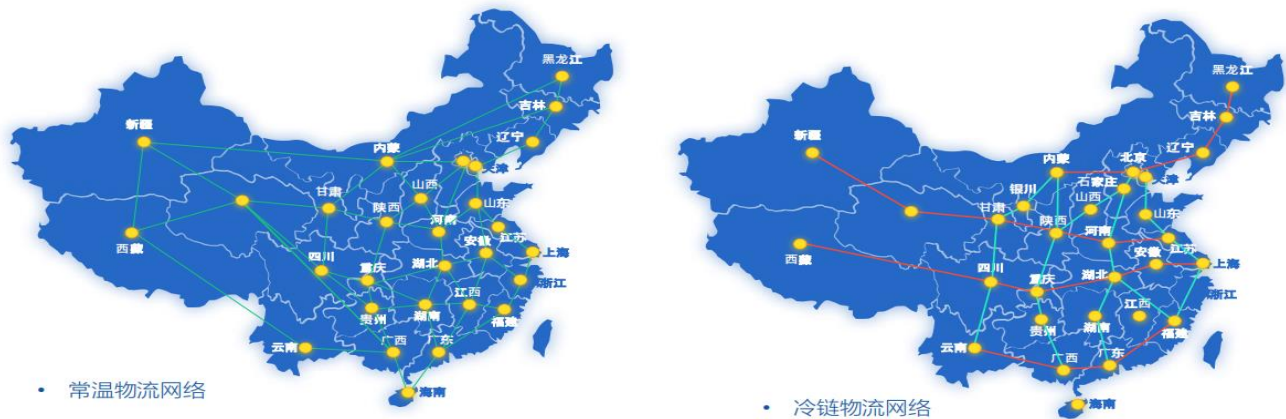 黑龙江
吉林
新疆
辽宁
内蒙
天津
山西
甘肃
山东
陕西
河南
西藏
江苏
安徽
四川
重庆
湖北
上海
江西
浙江
贵州
湖南
福建
云南
广西
广东
海南
• 常温物流网络
黑龙江
吉林
新疆
辽宁
内蒙
北京
天津
石家庄
银川
山西
甘肃
山东
陕西
河南
西藏
江苏
安徽
四川
上海
重庆
湖北
浙江
江西
贵州
湖南
福建
云南
广西
广东
海南
• 冷链物流网络